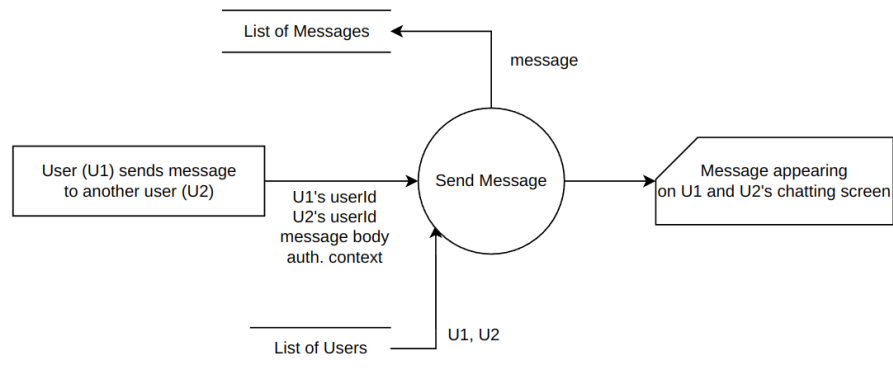 List of Messages
message
User (U1) sends message
to another user (U2)
U1's userId
U2's userId
message body
auth. context
Send Message
Message appearing
on U1 and U2's chatting screen
List of Users
U1, U2